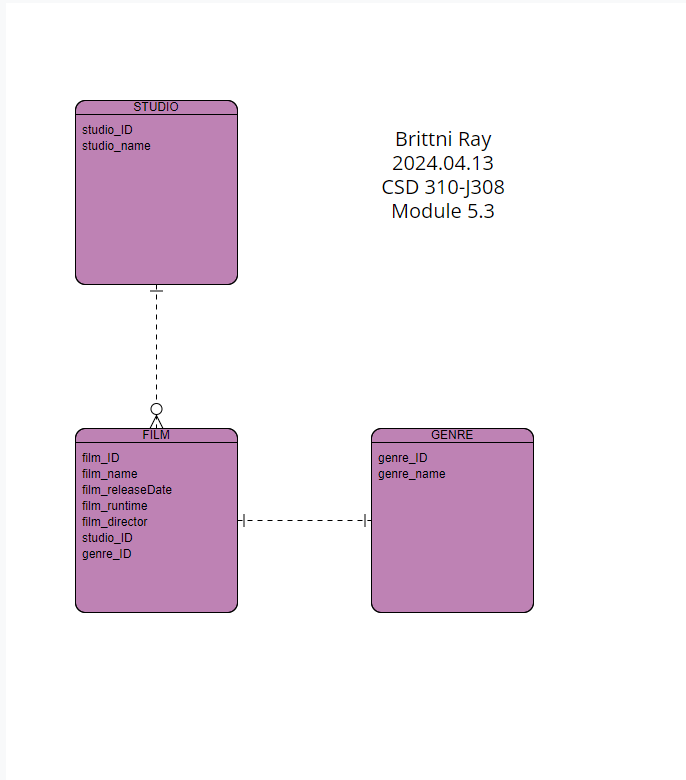 STUDIO
studio_ID
studio_name
Brittni Ray
2024.04.13
CSD 310-J308
Module 5.3
FILM
film_ID
film_name
film_releaseDate
film_runtime
film_director
studio_ID
genre_ID
GENRE
genre_ID
genre_name